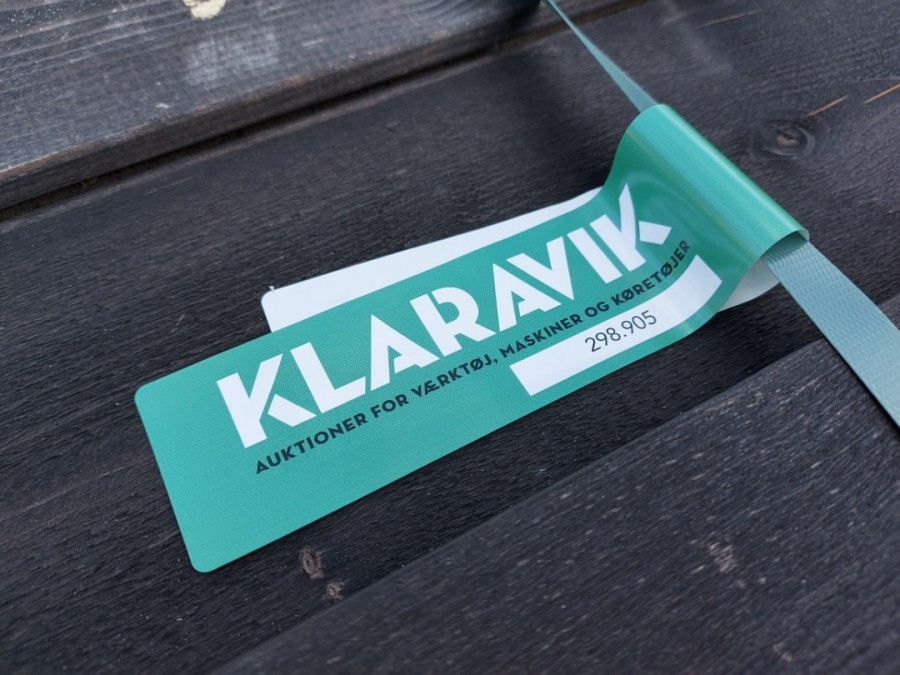 KLARAVIK
AUKTIONER FOR VÆRKTØJ, MASKINER OG KØRETØJER
298.905